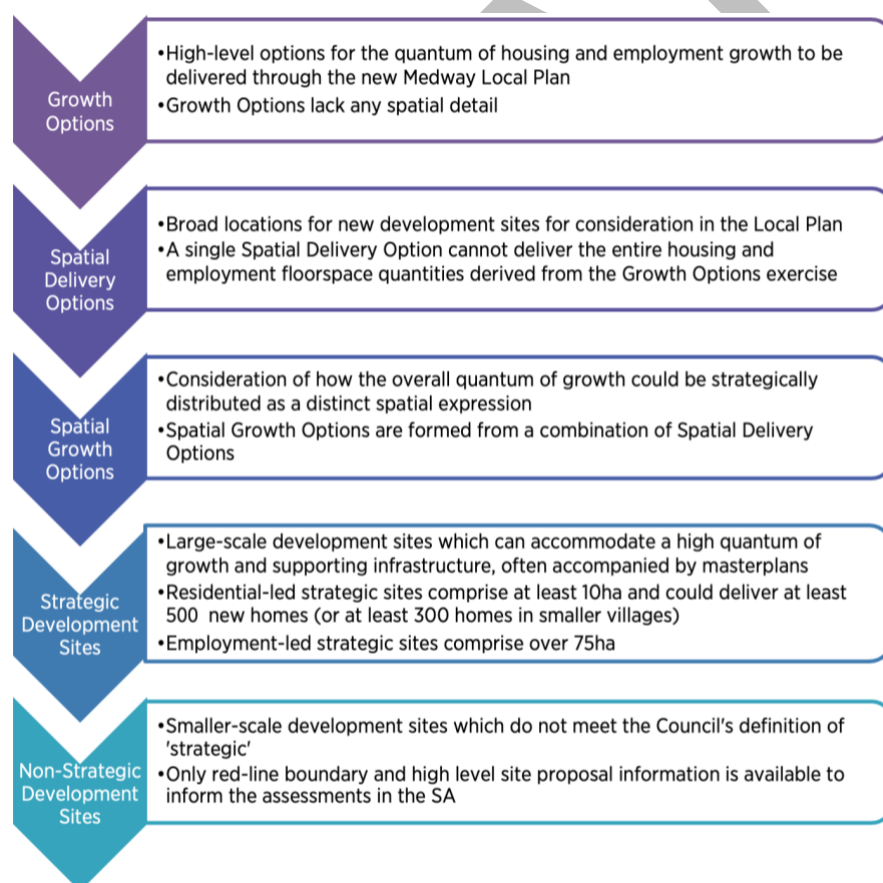 Growth
Options
•High-level options for the quantum of housing and employment growth to be
delivered through the new Medway Local Plan
•Growth Options lack any spatial detail
Spatial
Delivery
Options
•Broad locations for new development sites for consideration in the Local Plan
•A single Spatial Delivery Option cannot deliver the entire housing and
employment floorspace quantities derived from the Growth Options exercise
Spatial
Growth
Options
•Consideration of how the overall quantum of growth could be strategically
distributed as a distinct spatial expression
•Spatial Growth Options are formed from a combination of Spatial Delivery
Options
Strategic
Development
Sites
•Large-scale development sites which can accommodate a high quantum of
growth and supporting infrastructure, often accompanied by masterplans
•Residential-led strategic sites comprise at least 10ha and could deliver at least
500 new homes (or at least 300 homes in smaller villages)
•Employment-led strategic sites comprise over 75ha
Non-Strategic
Development
Sites
•Smaller-scale development sites which do not meet the Council's definition of
'strategic'
•Only red-line boundary and high level site proposal information is available to
inform the assessments in the SA